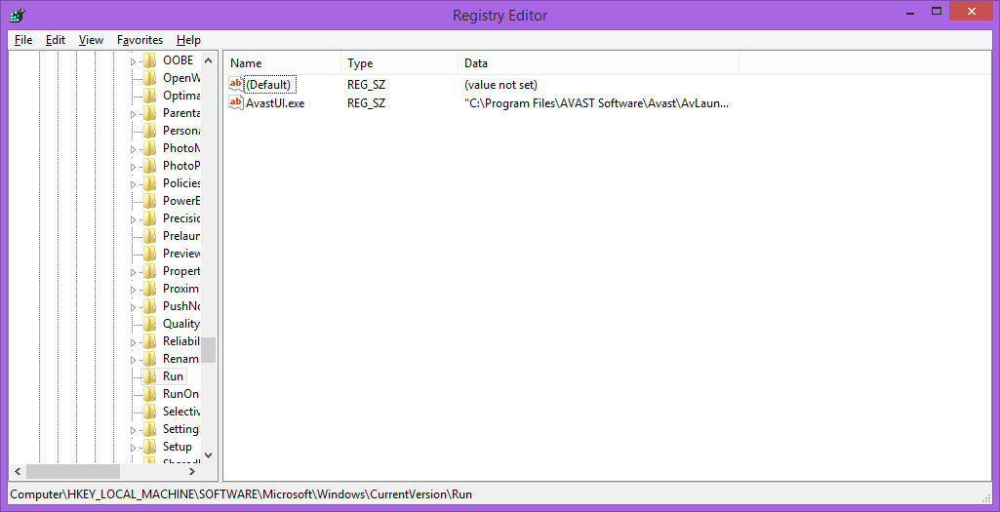 Registry Editor
File Edit View Favorites Help
Name Type Data
(Default) REG_SZ (value not set)
AvastUI.exe REG_SZ "C:\Program Files\AVAST Software\Avast\AvLaun...
OOBE
OpenW
Optima
Parenta
Persona
PhotoM
PhotoP
Policies
PowerE
Precisio
Prelaun
Preview
Propert
Proxim
PushNo
Quality
Reliabil
Renam
Run
RunOn
Selectiv
Setting
Setup
Computer\HKEY_LOCAL_MACHINE\SOFTWARE\Microsoft\Windows\CurrentVersion\Run